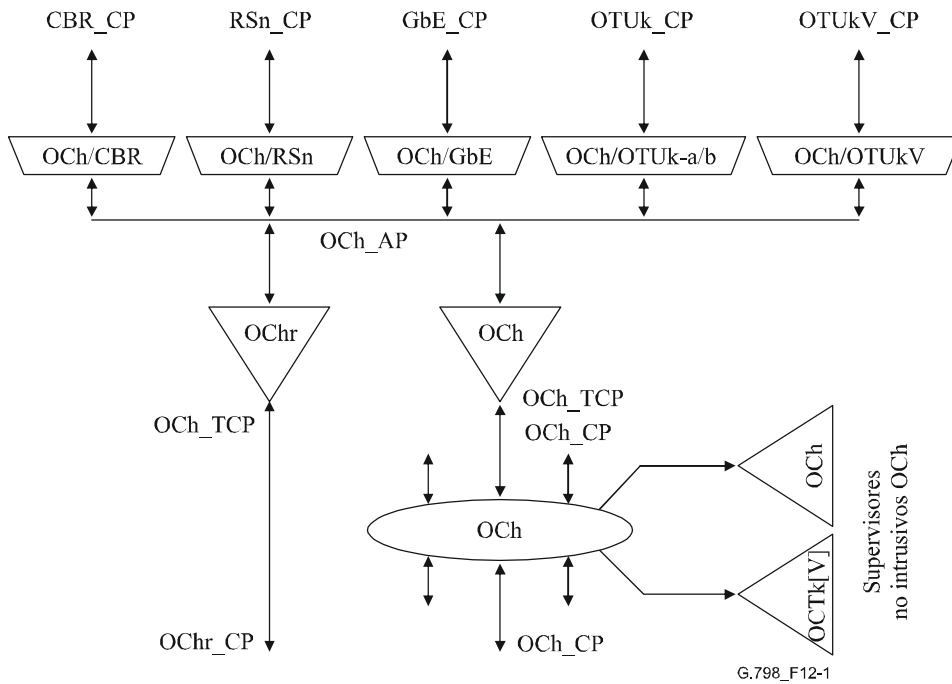 CBR_CP
RSn_CP
GbE_CP
OTUk_CP
OTUkV_CP
OCh/CBR
OCh/RSn
OCh/GbE
OCh/OTUk-a/b
OCh/OTUkV
OCh_AP
OChr
OCh
OCh_TCP
OCh_TCP
OCh_CP
OCh
OCh
OCTk[V]
Supervisores
no intrusivos OCh
OChr_CP
OCh_CP
G.798_F12-1